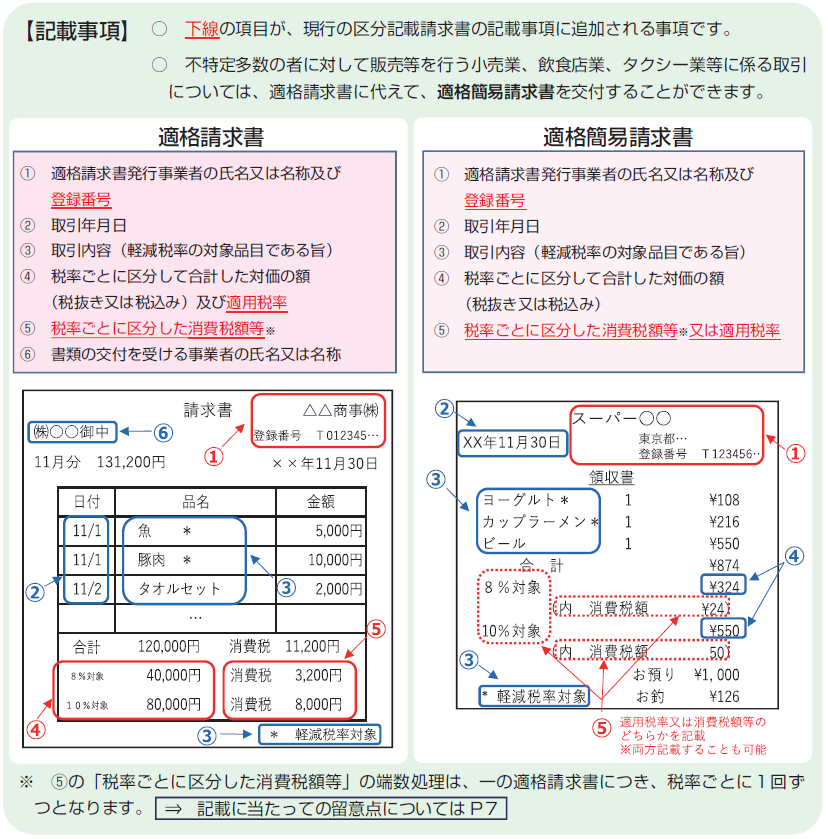 【記載事項】 ○ 下線の項目が、現行の区分記載請求書の記載事項に追加される事項です。
○ 不特定多数の者に対して販売等を行う小売業、飲食店業、タクシー業等に係る取引
については、適格請求書に代えて、適格簡易請求書を交付することができます。
適格請求書
① 適格請求書発行事業者の氏名又は名称及び
登録番号
② 取引年月日
③ 取引内容（軽減税率の対象品目である旨）
④ 税率ごとに区分して合計した対価の額
（税抜き又は税込み）及び適用税率
⑤ 税率ごとに区分した消費税額等※
⑥ 書類の交付を受ける事業者の氏名又は名称
請求書 △△商事㈱
㈱○○御中 ⑥
① 登録番号 T012345…
11月分 131,200円 ××年11月30日
日付 品名 金額
11/1 魚 * 5,000円
11/1 豚肉 * 10,000円
② 11/2 タオルセット ③ 2,000円
…
⑤
合計 120,000円 消費税 11,200円
8%対象 40,000円 消費税 3,200円
10%対象 80,000円 消費税 8,000円
④
③ * 軽減税率対象
適格簡易請求書
① 適格請求書発行事業者の氏名又は名称及び
登録番号
② 取引年月日
③ 取引内容（軽減税率の対象品目である旨）
④ 税率ごとに区分して合計した対価の額
（税抜き又は税込み）
⑤ 税率ごとに区分した消費税額等※又は適用税率
② スーパー○○
XX年11月30日 東京都…
登録番号 T123456… ①
領収書
③ ヨーグルト* 1 ¥108
カップラーメン* 1 ¥216
ビール 1 ¥550
合 計 ¥874
8%対象 ¥324 ④
(内 消費税額 ¥24)
10%対象 ¥550
(内 消費税額 50)
③ お預り ¥1,000
* 軽減税率対象 お釣 ¥126
⑤ 適用税率又は消費税額等の
どちらかを記載
※両方記載することも可能
※ ⑤の「税率ごとに区分した消費税額等」の端数処理は、一の適格請求書につき、税率ごとに１回ず
つとなります。 ⇒ 記載に当たっての留意点についてはＰ７